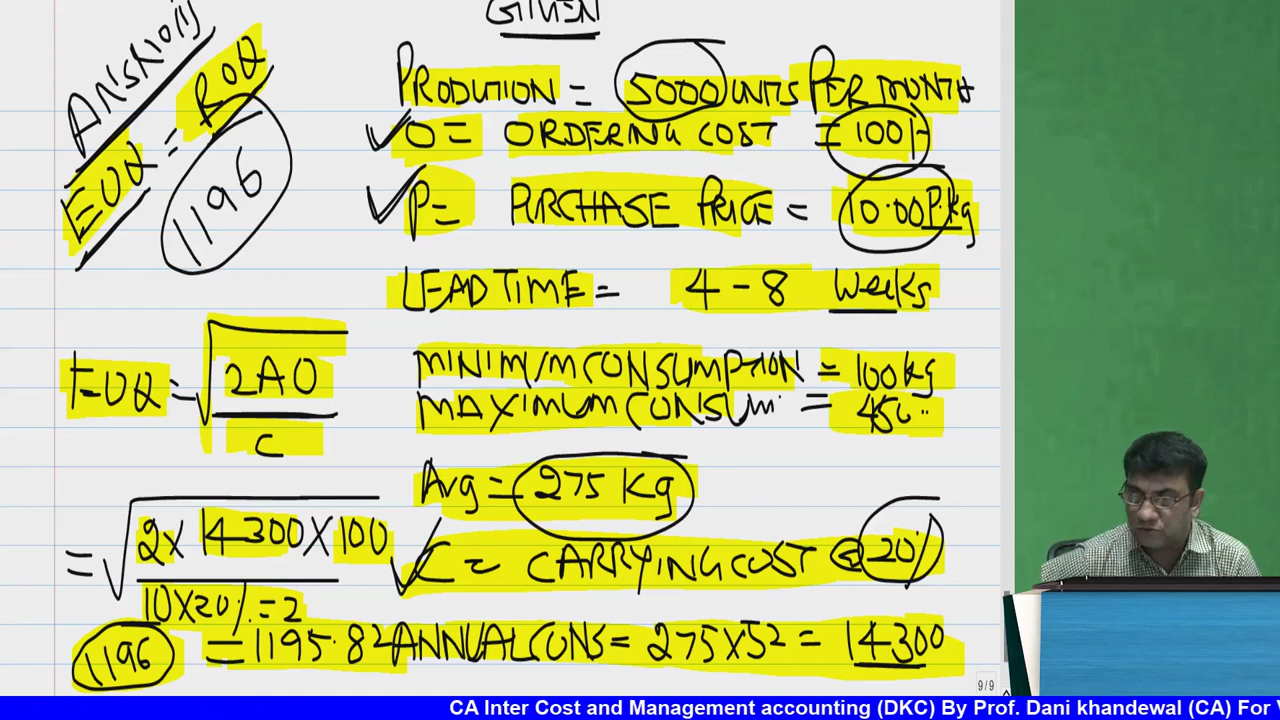 GIVEN
Ans (10)(i)
EOQ = ROQ
1196
PRODUTION = 5000 UNITS PER MONTH
O = ORDERING COST = 100/-
P = PURCHASE PRICE = 10.00 P.kg
LEAD TIME = 4 - 8 Weeks
EOQ = √2AO
C
MINIMUM CONSUMPTION = 100 kg
MAXIMUM CONSUM. = 450 "
Avg = 275 Kg
= √2 x 14300 X 100
10 X 20% = 2
C = CARRYING COST @ 20%
= 1195.82
1196
ANNUAL CONS = 275 X 52 = 14300
9/9
CA Inter Cost and Management accounting (DKC) By Prof. Dani khandewal (CA) For